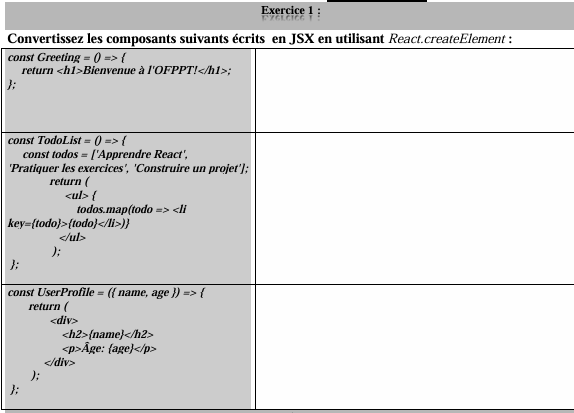 Exercice 1 :
Convertissez les composants suivants écrits en JSX en utilisant React.createElement :
const Greeting = () => {
return <h1>Bienvenue à l'OFPPT!</h1>;
};
const TodoList = () => {
const todos = ['Apprendre React',
'Pratiquer les exercices', 'Construire un projet'];
return (
<ul> {
todos.map(todo => <li
key={todo}>{todo}</li>)}
</ul>
);
};
const UserProfile = ({ name, age }) => {
return (
<div>
<h2>{name}</h2>
<p>Âge: {age}</p>
</div>
);
};